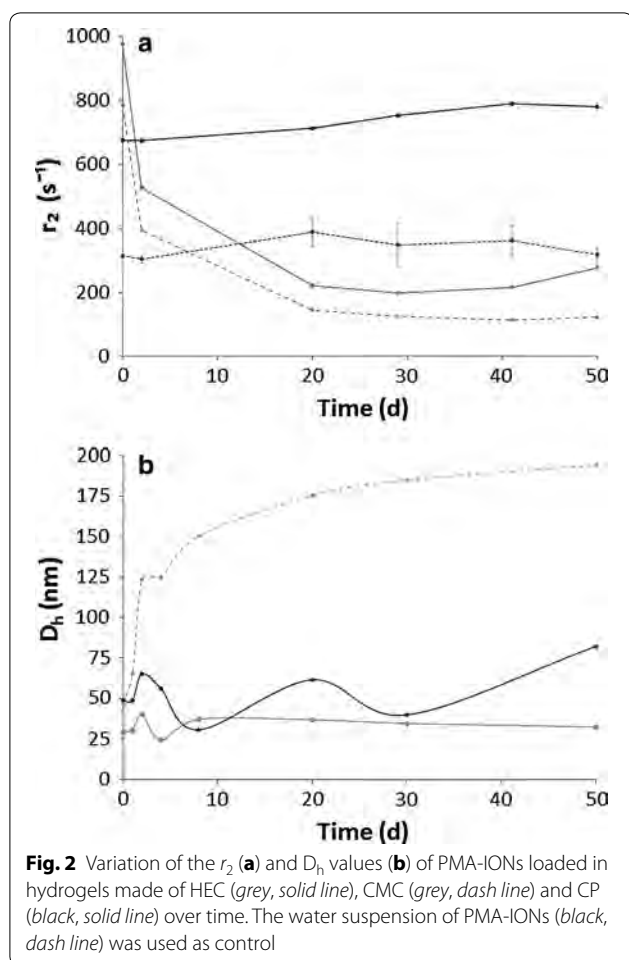 a
1000
800
600
400
200
0
r₂ (s⁻¹)
0 10 20 30 40 50
Time (d)
b
200
175
150
125
100
75
50
25
0
Dₕ (nm)
0 10 20 30 40 50
Time (d)
Fig. 2 Variation of the r₂ (a) and Dₕ values (b) of PMA-IONs loaded in
hydrogels made of HEC (grey, solid line), CMC (grey, dash line) and CP
(black, solid line) over time. The water suspension of PMA-IONs (black,
dash line) was used as control